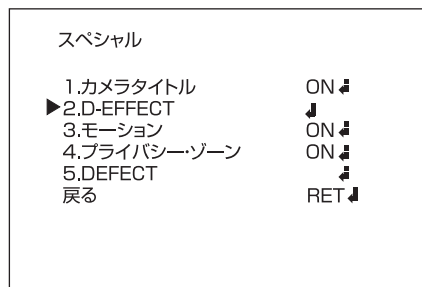 スペシャル
1.カメラタイトル ON↲
▶2.D-EFFECT ↲
3.モーション ON↲
4.プライバシー・ゾーン ON↲
5.DEFECT ↲
戻る RET↲